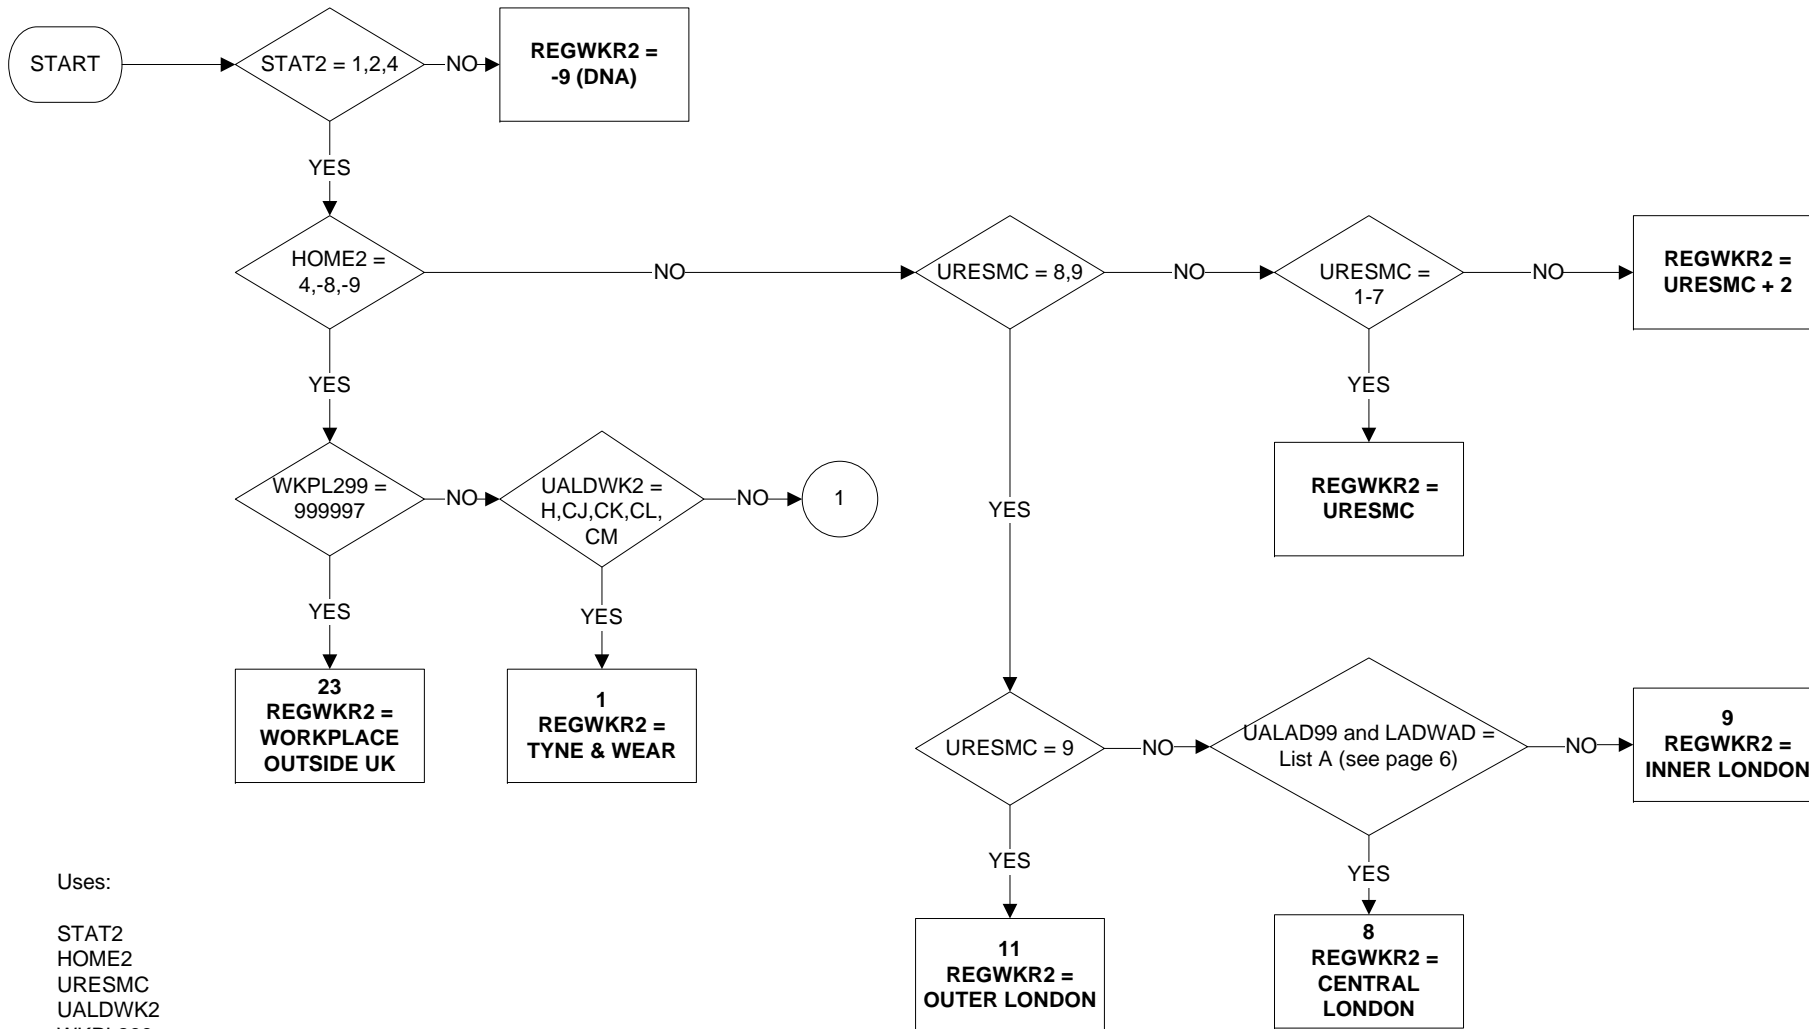 START
STAT2 = 1,2,4
NO
REGWKR2 =
-9 (DNA)
YES
HOME2 =
4,-8,-9
NO
URESMC = 8,9
NO
URESMC =
1-7
NO
REGWKR2 =
URESMC + 2
YES
YES
REGWKR2 =
URESMC
WKPL299 =
999997
NO
UALDWK2 =
H,CJ,CK,CL,
CM
NO
1
YES
YES
YES
23
REGWKR2 =
WORKPLACE
OUTSIDE UK
1
REGWKR2 =
TYNE & WEAR
URESMC = 9
NO
UALAD99 and LADWAD =
List A (see page 6)
NO
9
REGWKR2 =
INNER LONDON
YES
YES
11
REGWKR2 =
OUTER LONDON
8
REGWKR2 =
CENTRAL
LONDON
Uses:
STAT2
HOME2
URESMC
UALDWK2